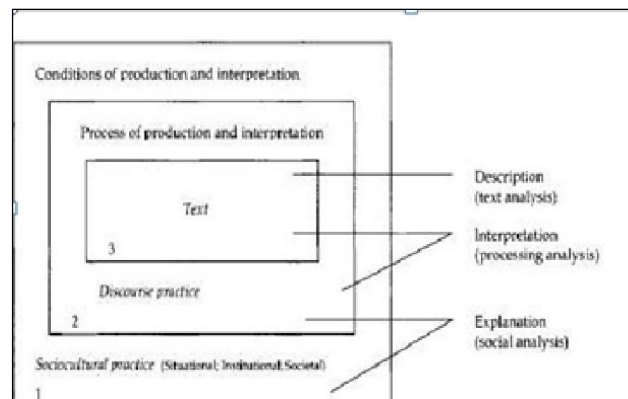 Conditions of production and interpretation
Process of production and interpretation
Text
3
Discourse practice
2
Sociocultural practice (Situational; Institutional; Societal)
1
Description
(text analysis)
Interpretation
(processing analysis)
Explanation
(social analysis)